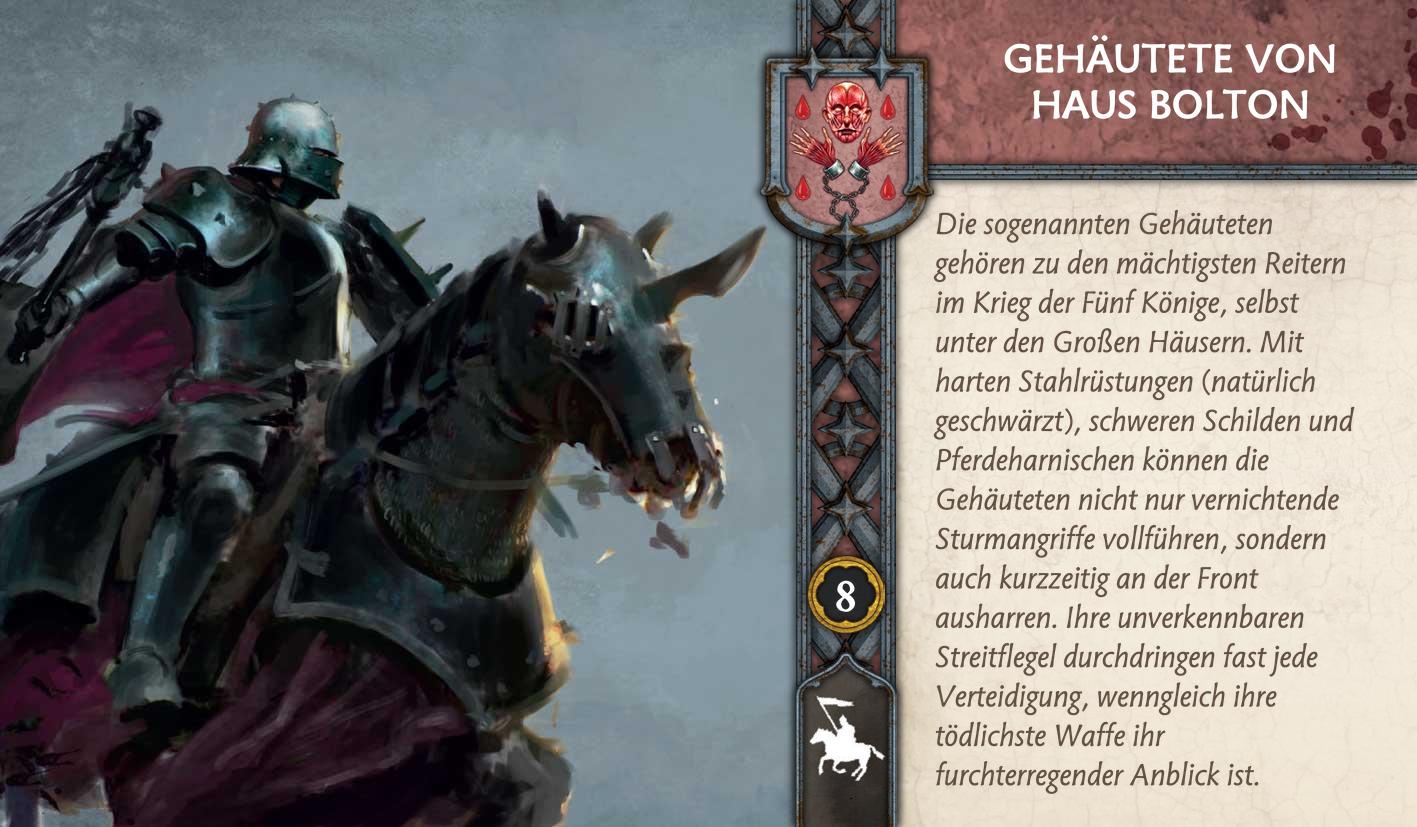 GEHÄUTETE VON
HAUS BOLTON
Die sogenannten Gehäuteten
gehören zu den mächtigsten Reitern
im Krieg der Fünf Könige, selbst
unter den Großen Häusern. Mit
harten Stahlrüstungen (natürlich
geschwärzt), schweren Schilden und
Pferdeharnischen können die
Gehäuteten nicht nur vernichtende
Sturmangriffe vollführen, sondern
auch kurzzeitig an der Front
ausharren. Ihre unverkennbaren
Streitflegel durchdringen fast jede
Verteidigung, wenngleich ihre
tödlichste Waffe ihr
furchterregender Anblick ist.
8